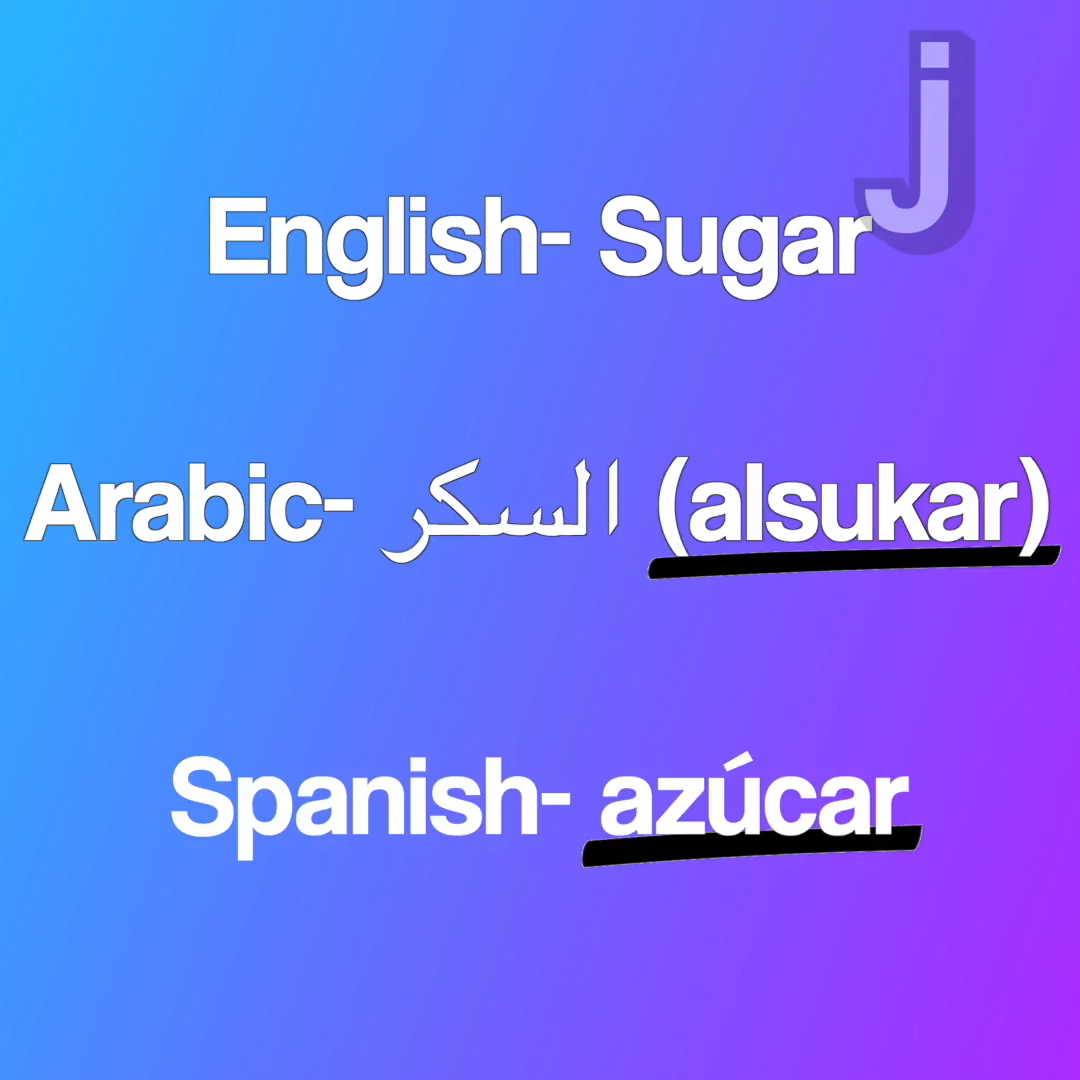 j
English- Sugar
Arabic- السكر (alsukar)
Spanish- azúcar